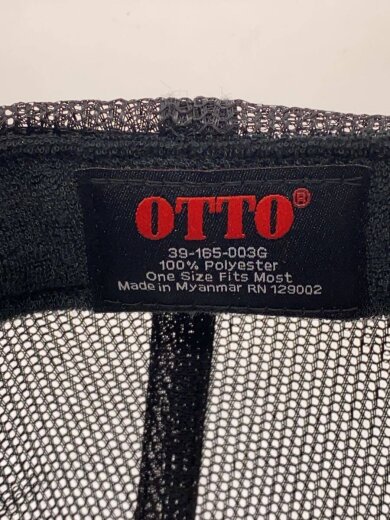 OTTO®
39-165-003G
100% Polyester
One Size Fits Most
Made in Myanmar RN 129002